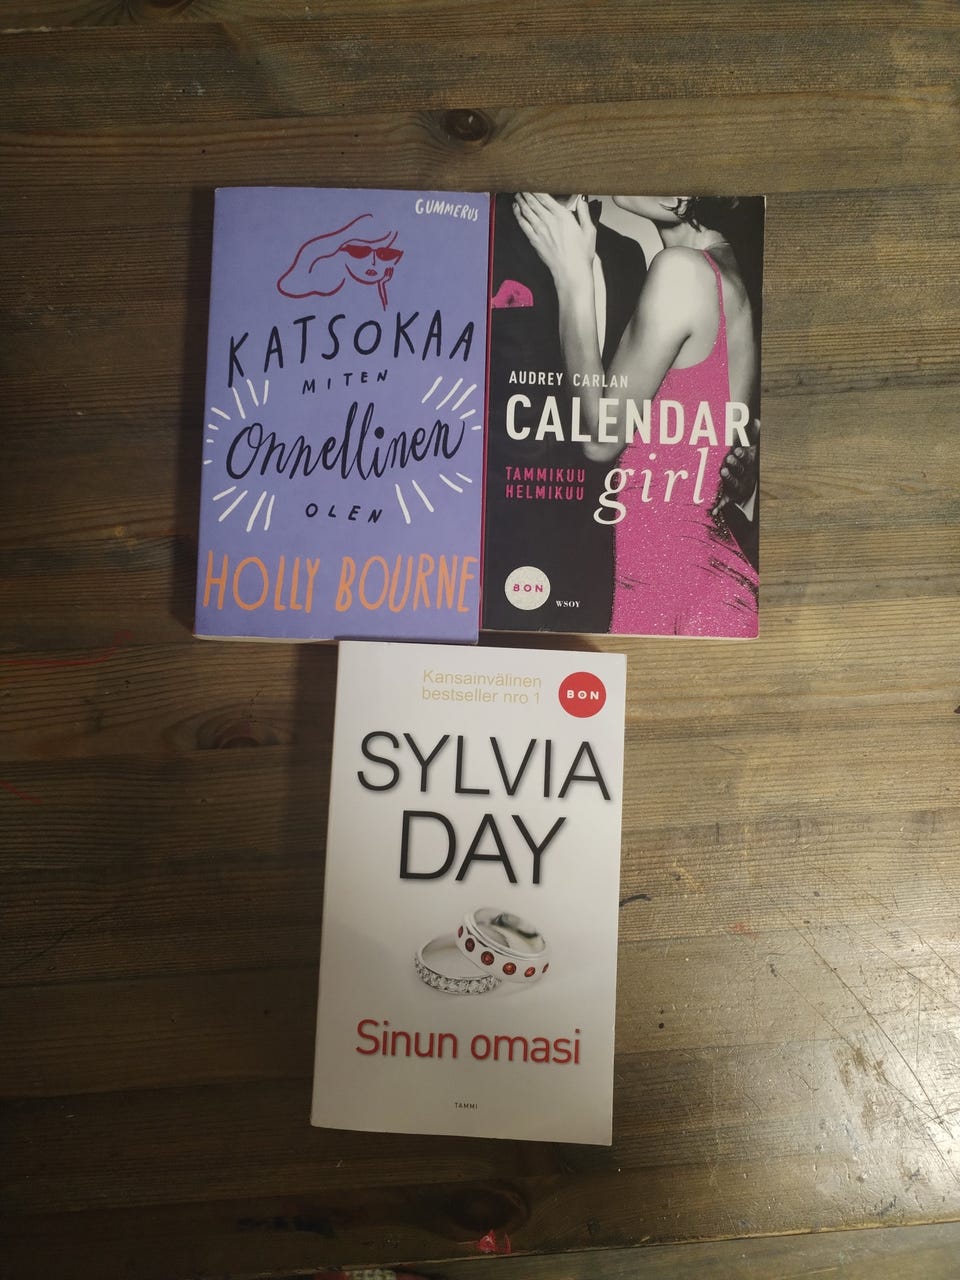 GUMMERUS
KATSOKAA
MITEN
Onnellinen
OLEN
HOLLY BOURNE
AUDREY CARLAN
CALENDAR
girl
TAMMIKUU
HELMIKUU
BON
WSOY
Kansainvälinen
bestseller nro 1
BON
SYLVIA
DAY
Sinun omasi
TAMMI